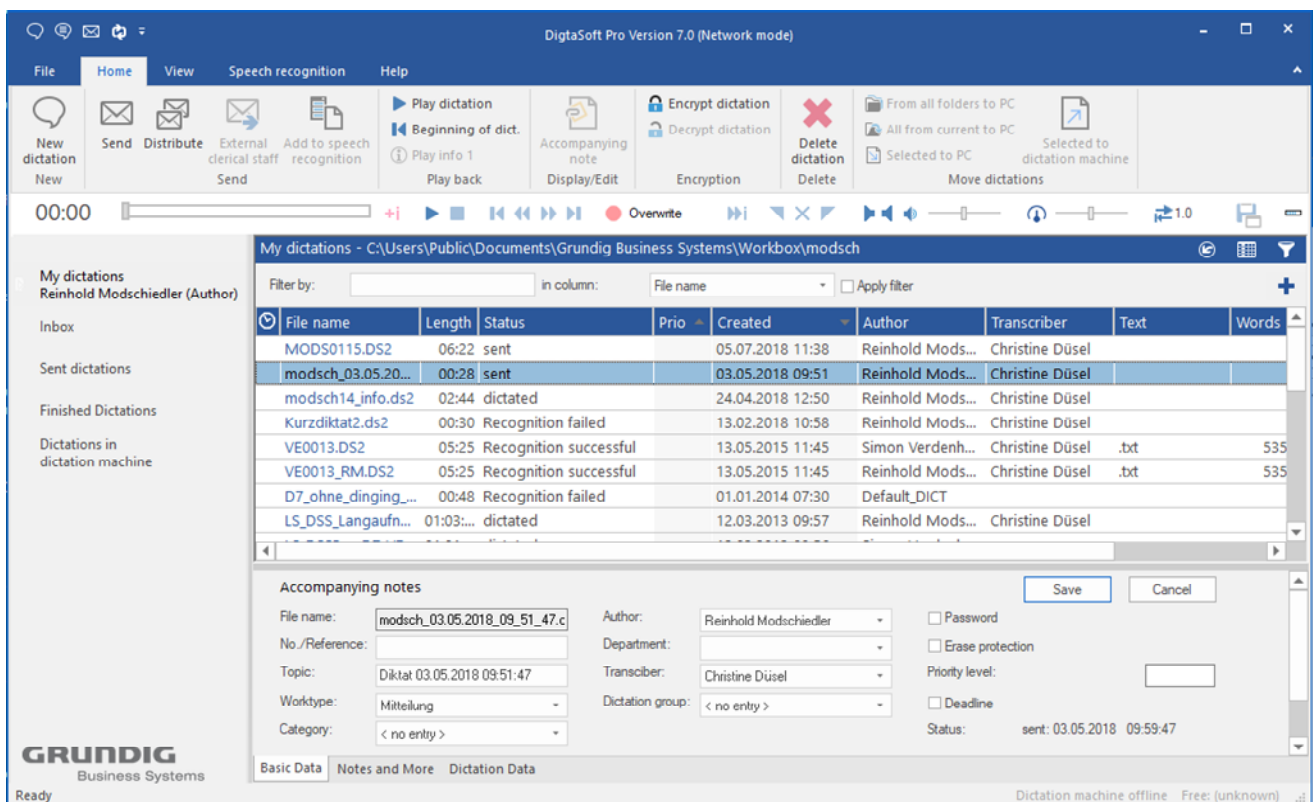 DigtaSoft Pro Version 7.0 (Network mode)
File Home View Speech recognition Help
New dictation
Send
Distribute
External clerical staff
Add to speech recognition
Play dictation
Beginning of dict.
Play info 1
Accompanying note
Encrypt dictation
Decrypt dictation
Delete dictation
From all folders to PC
All from current to PC
Selected to PC
Selected to dictation machine
New Send Play back Display/Edit Encryption Delete Move dictations
00:00 +i Overwrite 1.0
My dictations
Reinhold Modschiedler (Author)
Inbox
Sent dictations
Finished Dictations
Dictations in
dictation machine
My dictations - C:\Users\Public\Documents\Grundig Business Systems\Workbox\modsch
Filter by: in column: File name Apply filter
File name Length Status Prio Created Author Transcriber Text Words
MODS0115.DS2 06:22 sent 05.07.2018 11:38 Reinhold Mods... Christine Düsel
modsch_03.05.20... 00:28 sent 03.05.2018 09:51 Reinhold Mods... Christine Düsel
modsch14_info.ds2 02:44 dictated 24.04.2018 12:50 Reinhold Mods... Christine Düsel
Kurzdiktat2.ds2 00:30 Recognition failed 13.02.2018 10:58 Reinhold Mods... Christine Düsel
VE0013.DS2 05:25 Recognition successful 13.05.2015 11:45 Simon Verdenh... Christine Düsel .txt 535
VE0013_RM.DS2 05:25 Recognition successful 13.05.2015 11:45 Reinhold Mods... Christine Düsel .txt 535
D7_ohne_dinging_... 00:48 Recognition failed 01.01.2014 07:30 Default_DICT
LS_DSS_Langaufn... 01:03:... dictated 12.03.2013 09:57 Reinhold Mods... Christine Düsel
Accompanying notes Save Cancel
File name: modsch_03.05.2018_09_51_47.c Author: Reinhold Modschiedler Password
No./Reference: Department: Erase protection
Topic: Diktat 03.05.2018 09:51:47 Transciber: Christine Düsel Priority level:
Worktype: Mitteilung Dictation group: < no entry > Deadline
Category: < no entry > Status: sent: 03.05.2018 09:59:47
Basic Data Notes and More Dictation Data
GRUNDIG
Business Systems
Ready Dictation machine offline Free: (unknown)